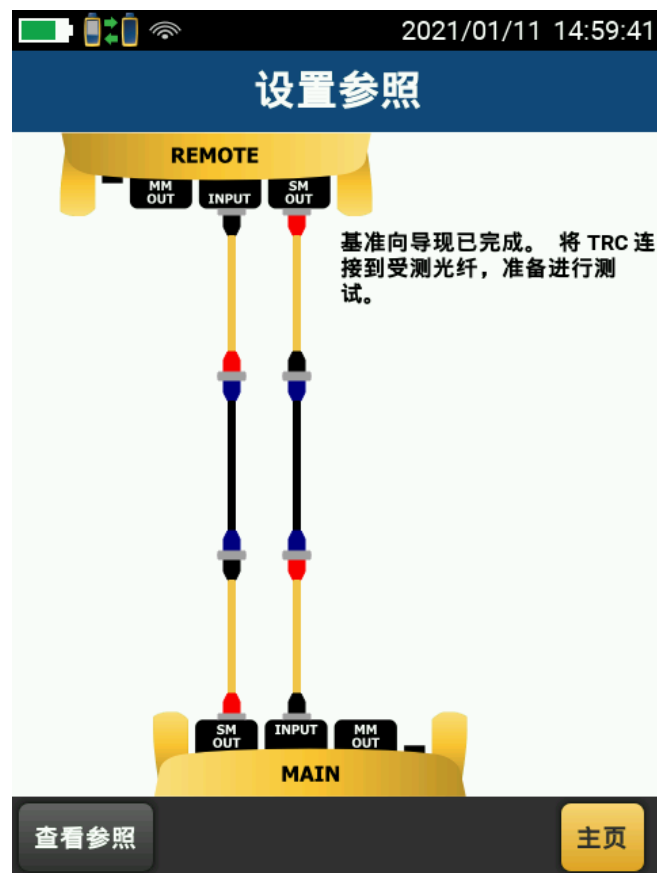 2021/01/11 14:59:41
设置参照
REMOTE
MM
OUT
INPUT
SM
OUT
基准向导现已完成。 将 TRC 连
接到受测光纤，准备进行测
试。
SM
OUT
INPUT
MM
OUT
MAIN
查看参照
主页